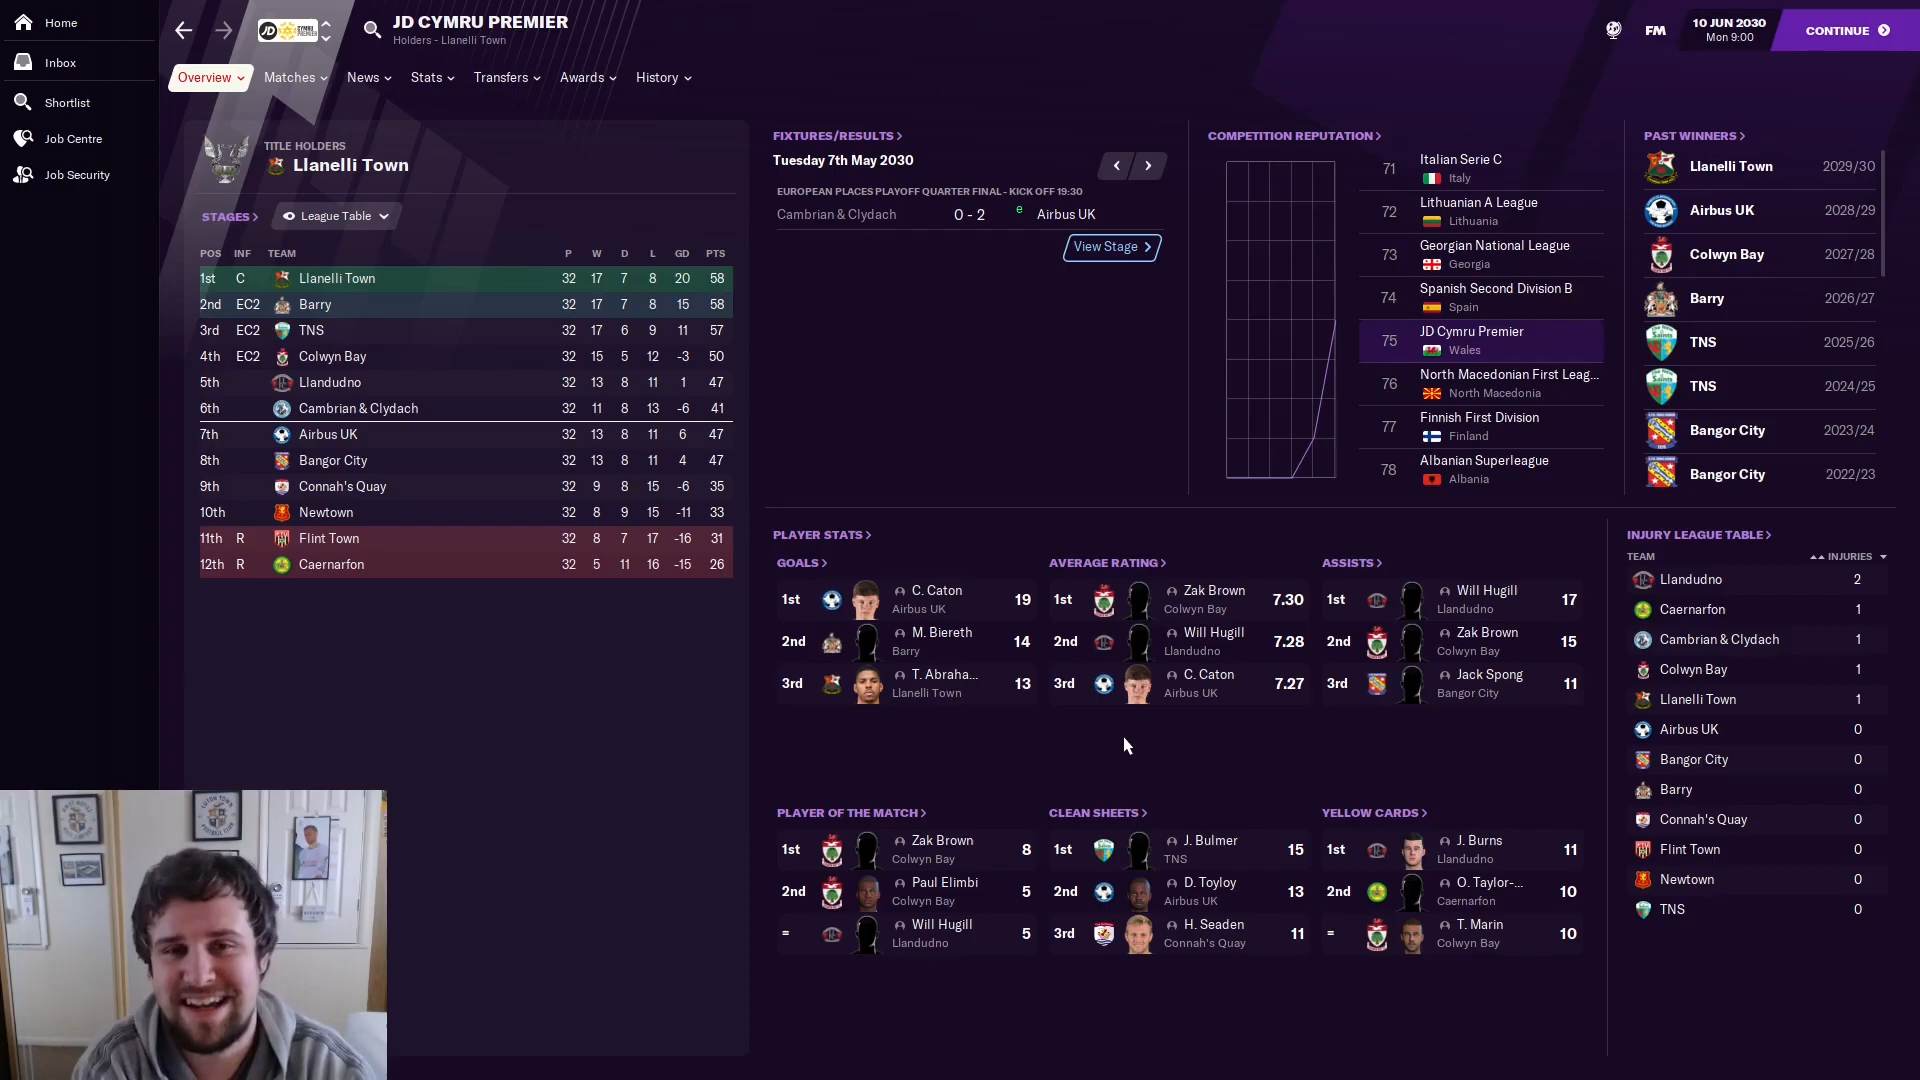 Home
Inbox
Shortlist
Job Centre
Job Security
JD CYMRU PREMIER
Holders - Llanelli Town
FM
10 JUN 2030
Mon 9:00
CONTINUE
Overview Matches News Stats Transfers Awards History
TITLE HOLDERS
Llanelli Town
STAGES League Table
POS INF TEAM P W D L GD PTS
1st C Llanelli Town 32 17 7 8 20 58
2nd EC2 Barry 32 17 7 8 15 58
3rd EC2 TNS 32 17 6 9 11 57
4th EC2 Colwyn Bay 32 15 5 12 -3 50
5th Llandudno 32 13 8 11 1 47
6th Cambrian & Clydach 32 11 8 13 -6 41
7th Airbus UK 32 13 8 11 6 47
8th Bangor City 32 13 8 11 4 47
9th Connah's Quay 32 9 8 15 -6 35
10th Newtown 32 8 9 15 -11 33
11th R Flint Town 32 8 7 17 -16 31
12th R Caernarfon 32 5 11 16 -15 26
FIXTURES/RESULTS
Tuesday 7th May 2030
EUROPEAN PLACES PLAYOFF QUARTER FINAL - KICK OFF 19:30
Cambrian & Clydach 0 - 2 e Airbus UK
View Stage
COMPETITION REPUTATION
71 Italian Serie C
Italy
72 Lithuanian A League
Lithuania
73 Georgian National League
Georgia
74 Spanish Second Division B
Spain
75 JD Cymru Premier
Wales
76 North Macedonian First Leag...
North Macedonia
77 Finnish First Division
Finland
78 Albanian Superleague
Albania
PAST WINNERS
Llanelli Town 2029/30
Airbus UK 2028/29
Colwyn Bay 2027/28
Barry 2026/27
TNS 2025/26
TNS 2024/25
Bangor City 2023/24
Bangor City 2022/23
PLAYER STATS
GOALS
1st C. Caton 19
Airbus UK
2nd M. Biereth 14
Barry
3rd T. Abraha... 13
Llanelli Town
AVERAGE RATING
1st Zak Brown 7.30
Colwyn Bay
2nd Will Hugill 7.28
Llandudno
3rd C. Caton 7.27
Airbus UK
ASSISTS
1st Will Hugill 17
Llandudno
2nd Zak Brown 15
Colwyn Bay
3rd Jack Spong 11
Bangor City
PLAYER OF THE MATCH
1st Zak Brown 8
Colwyn Bay
2nd Paul Elimbi 5
Colwyn Bay
= Will Hugill 5
Llandudno
CLEAN SHEETS
1st J. Bulmer 15
TNS
2nd D. Toyloy 13
Airbus UK
3rd H. Seaden 11
Connah's Quay
YELLOW CARDS
1st J. Burns 11
Llandudno
2nd O. Taylor-... 10
Caernarfon
= T. Marin 10
Colwyn Bay
INJURY LEAGUE TABLE
TEAM INJURIES
Llandudno 2
Caernarfon 1
Cambrian & Clydach 1
Colwyn Bay 1
Llanelli Town 1
Airbus UK 0
Bangor City 0
Barry 0
Connah's Quay 0
Flint Town 0
Newtown 0
TNS 0